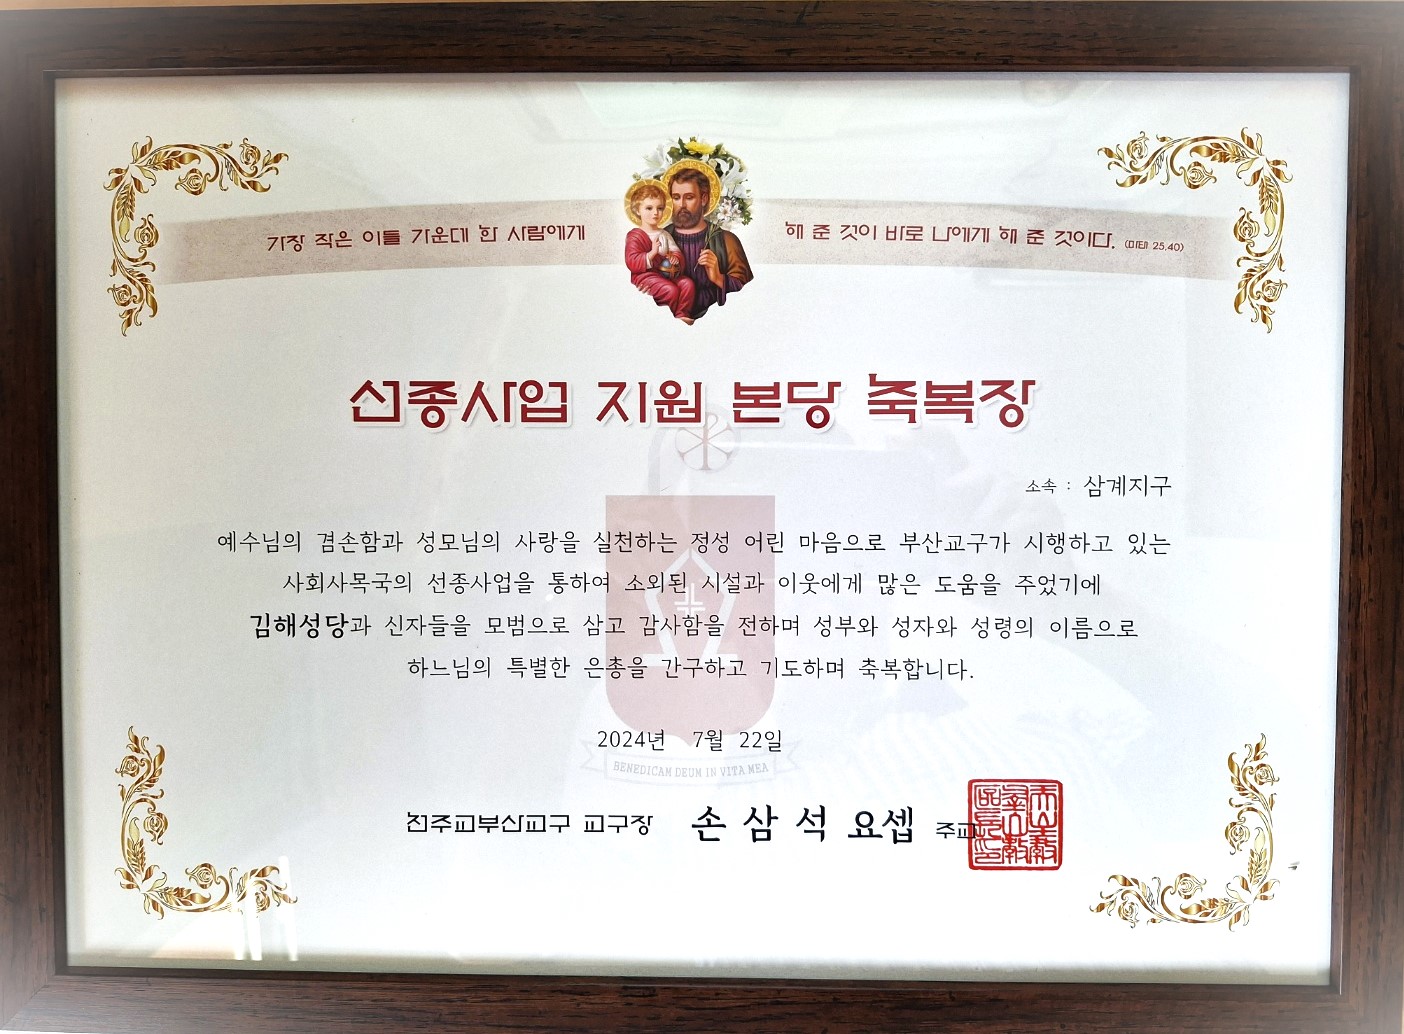 가장 작은 이들 가운데 한 사람에게 해 준 것이 바로 나에게 해 준 것이다. (마태 25,40)
선종사업 지원 본당 축복장
소속 : 삼계지구
예수님의 겸손함과 성모님의 사랑을 실천하는 정성 어린 마음으로 부산교구가 시행하고 있는
사회사목국의 선종사업을 통하여 소외된 시설과 이웃에게 많은 도움을 주었기에
김해성당과 신자들을 모범으로 삼고 감사함을 전하며 성부와 성자와 성령의 이름으로
하느님의 특별한 은총을 간구하고 기도하며 축복합니다.
2024년 7월 22일
BENEDICAM DEUM IN VITA MEA
천주교부산교구 교구장 손 삼 석 요셉 주교